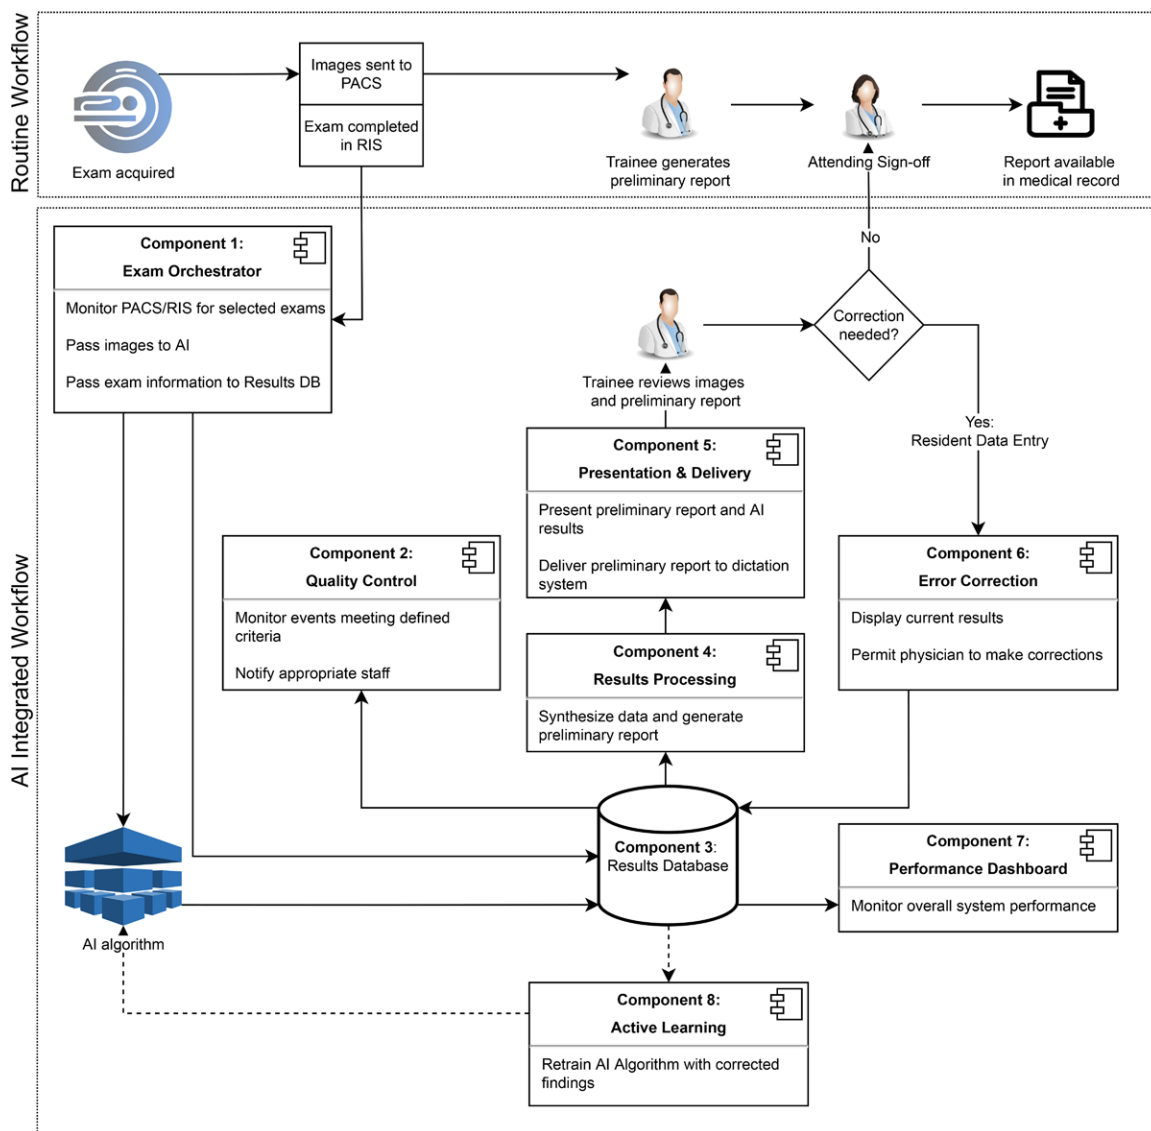 Routine Workflow
Images sent to
PACS
Exam completed
in RIS
Exam acquired
Trainee generates
preliminary report
Attending Sign-off
Report available
in medical record
AI Integrated Workflow
Component 1:
Exam Orchestrator
Monitor PACS/RIS for selected exams
Pass images to AI
Pass exam information to Results DB
No
Correction
needed?
Trainee reviews images
and preliminary report
Yes:
Resident Data Entry
Component 5:
Presentation & Delivery
Present preliminary report and AI
results
Deliver preliminary report to dictation
system
Component 2:
Quality Control
Monitor events meeting defined
criteria
Notify appropriate staff
Component 6:
Error Correction
Display current results
Permit physician to make corrections
Component 4:
Results Processing
Synthesize data and generate
preliminary report
Component 3:
Results Database
Component 7:
Performance Dashboard
Monitor overall system performance
AI algorithm
Component 8:
Active Learning
Retrain AI Algorithm with corrected
findings